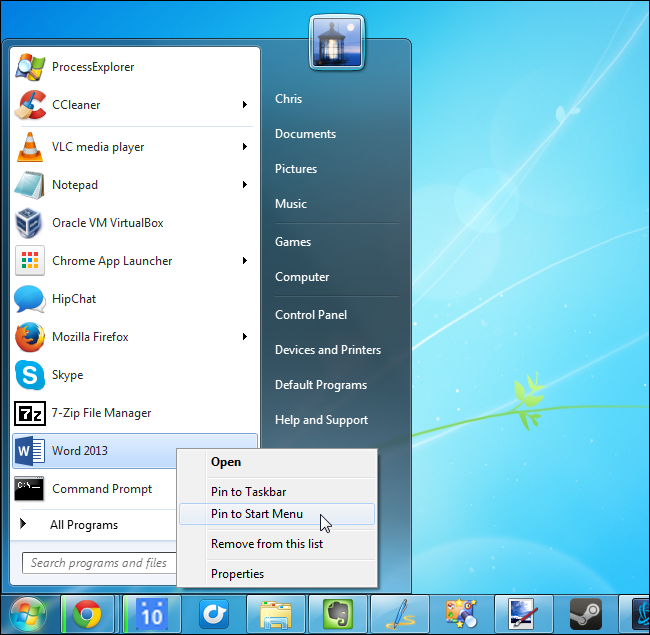 ProcessExplorer
CCleaner
VLC media player
Notepad
Oracle VM VirtualBox
Chrome App Launcher
HipChat
Mozilla Firefox
Skype
7z
7-Zip File Manager
W
Word 2013
C:\_
Command Prompt
All Programs
Search programs and files
Chris
Documents
Pictures
Music
Games
Computer
Control Panel
Devices and Printers
Default Programs
Help and Support
Open
Pin to Taskbar
Pin to Start Menu
Remove from this list
Properties
10